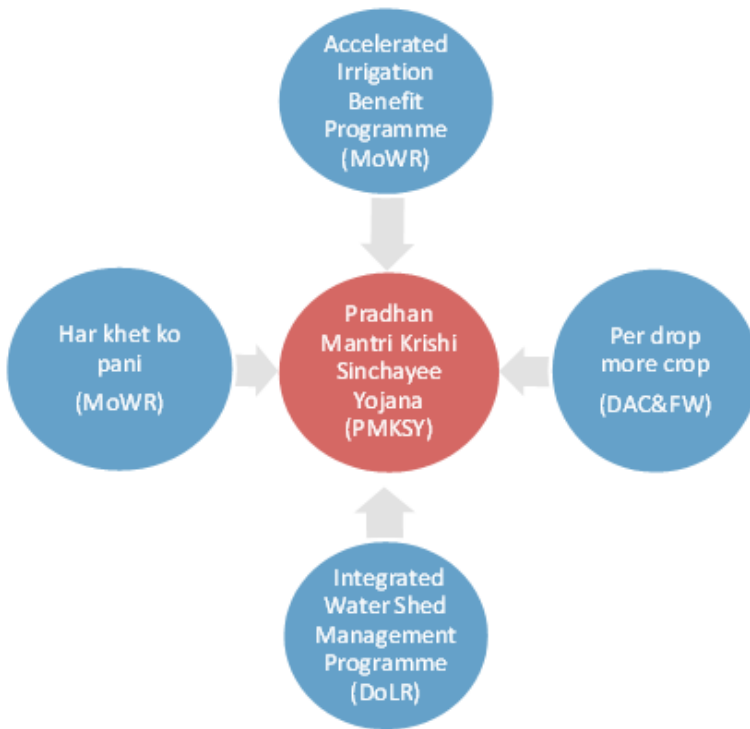 Accelerated
Irrigation
Benefit
Programme
(MoWR)
Har khet ko
pani
(MoWR)
Pradhan
Mantri Krishi
Sinchayee
Yojana
(PMKSY)
Per drop
more crop
(DAC&FW)
Integrated
Water Shed
Management
Programme
(DoLR)